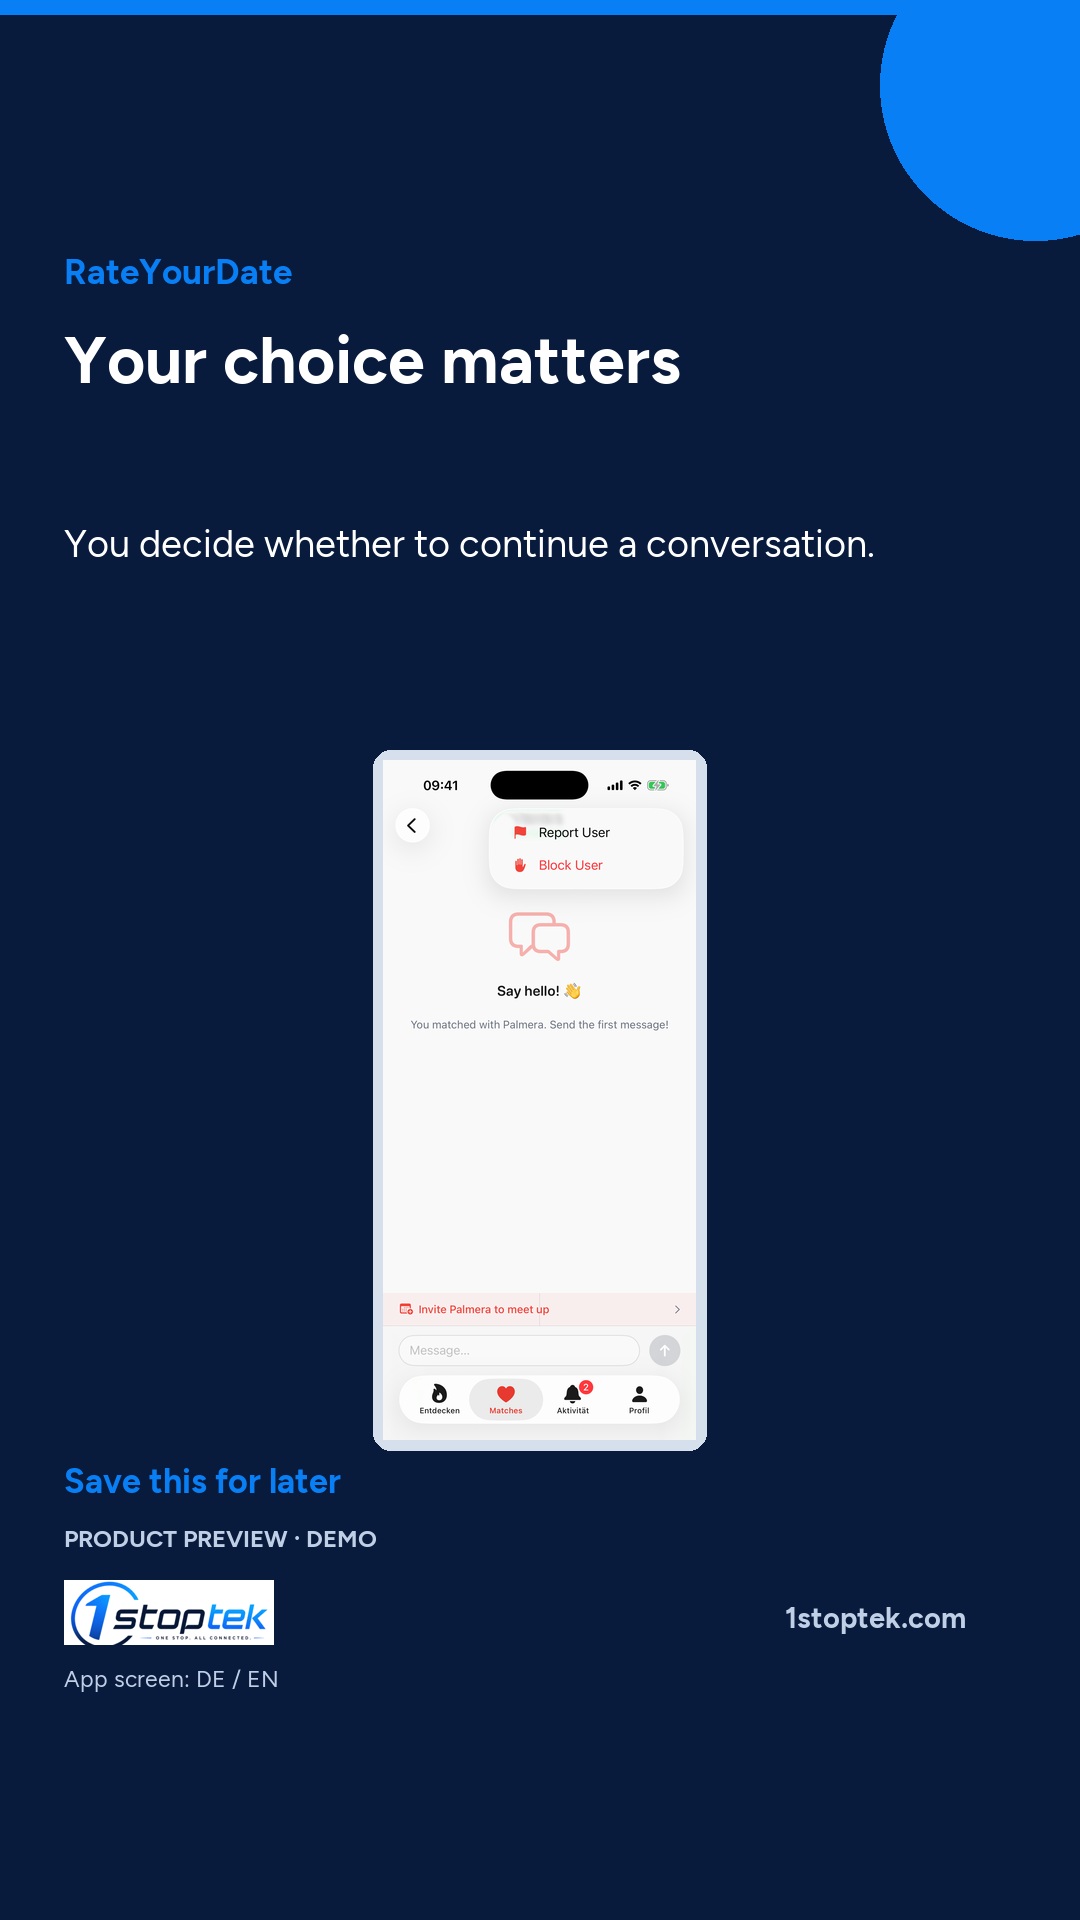 RateYourDate
Your choice matters
You decide whether to continue a conversation.
09:41
Report User
Block User
Say hello! 👋
You matched with Palmera. Send the first message!
Invite Palmera to meet up
Message...
2
Entdecken
Matches
Aktivität
Profil
Save this for later
PRODUCT PREVIEW · DEMO
1stoptek
ONE STOP. ALL CONNECTED.
1stoptek.com
App screen: DE / EN